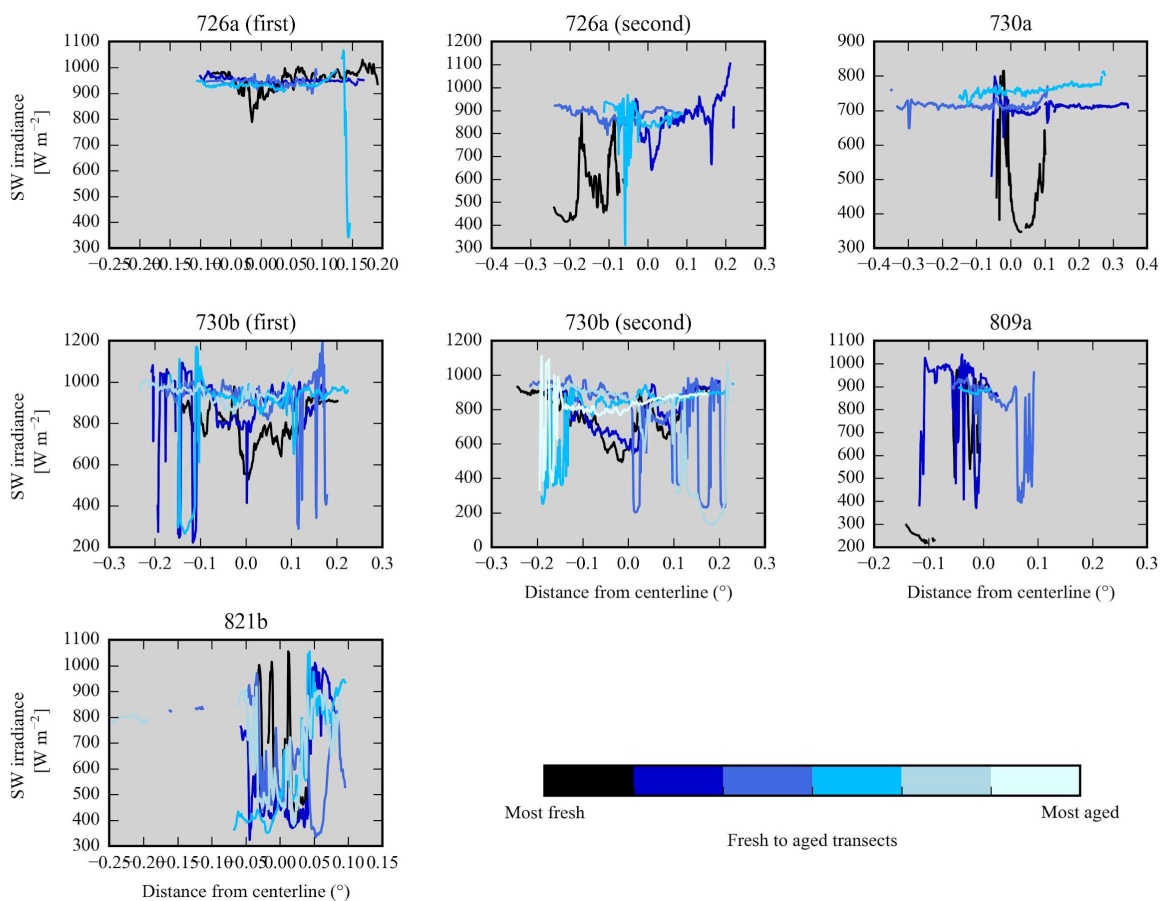 726a (first)
726a (second)
730a
SW irradiance
[W m−2]
1100
1000
900
800
700
600
500
400
300
−0.25 −0.20 −0.15 −0.10 −0.05 0.00 0.05 0.10 0.15 0.20
1200
1100
1000
900
800
700
600
500
400
300
−0.4 −0.3 −0.2 −0.1 0.0 0.1 0.2 0.3
900
800
700
600
500
400
300
−0.4 −0.3 −0.2 −0.1 0.0 0.1 0.2 0.3 0.4
730b (first)
730b (second)
809a
SW irradiance
[W m−2]
1200
1000
800
600
400
200
−0.3 −0.2 −0.1 0.0 0.1 0.2 0.3
1200
1000
800
600
400
200
0
−0.3 −0.2 −0.1 0.0 0.1 0.2 0.3
Distance from centerline (°)
1100
1000
900
800
700
600
500
400
300
200
−0.2 −0.1 0.0 0.1 0.2
Distance from centerline (°)
821b
SW irradiance
[W m−2]
1100
1000
900
800
700
600
500
400
300
−0.25 −0.20 −0.15 −0.10 −0.05 0.00 0.05 0.10 0.15
Distance from centerline (°)
Most fresh
Most aged
Fresh to aged transects